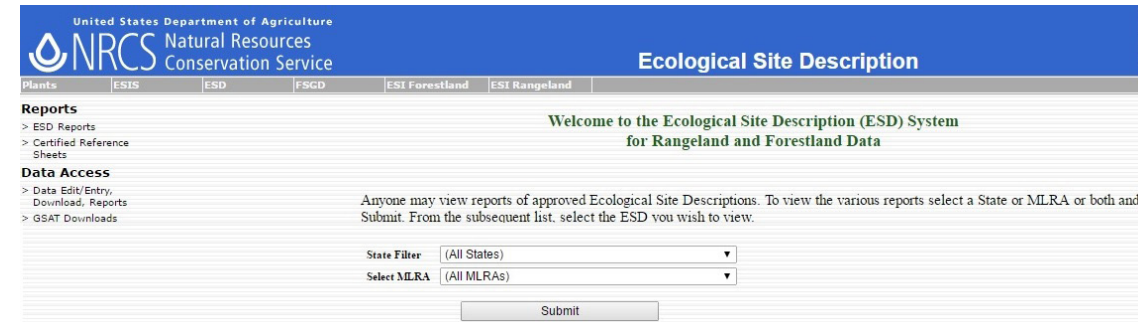 United States Department of Agriculture
NRCS Natural Resources
Conservation Service
Ecological Site Description
Plants ESIS ESD FSGD ESI Forestland ESI Rangeland
Reports
> ESD Reports
> Certified Reference
Sheets
Data Access
> Data Edit/Entry,
Download, Reports
> GSAT Downloads
Welcome to the Ecological Site Description (ESD) System
for Rangeland and Forestland Data
Anyone may view reports of approved Ecological Site Descriptions. To view the various reports select a State or MLRA or both and
Submit. From the subsequent list, select the ESD you wish to view.
State Filter (All States)
Select MLRA (All MLRAs)
Submit